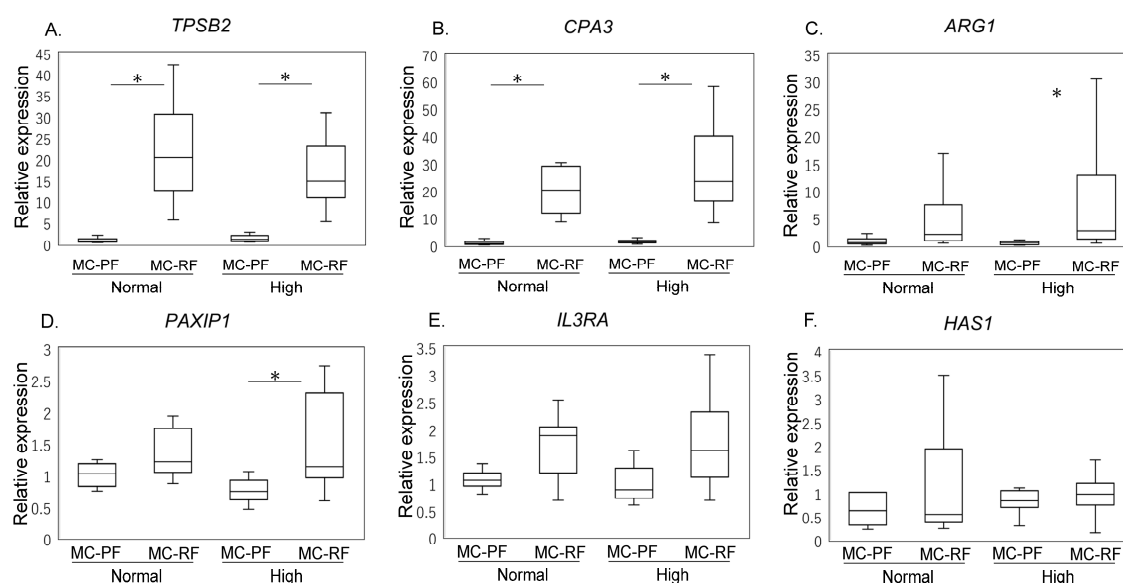 A. TPSB2
Relative expression
45
40
35
30
25
20
15
10
5
0
*
*
MC-PF MC-RF MC-PF MC-RF
Normal High
B. CPA3
Relative expression
70
60
50
40
30
20
10
0
*
*
MC-PF MC-RF MC-PF MC-RF
Normal High
C. ARG1
Relative expression
35
30
25
20
15
10
5
0
*
MC-PF MC-RF MC-PF MC-RF
Normal High
D. PAXIP1
Relative expression
3
2.5
2
1.5
1
0.5
0
*
MC-PF MC-RF MC-PF MC-RF
Normal High
E. IL3RA
Relative expression
3.5
3
2.5
2
1.5
1
0.5
0
MC-PF MC-RF MC-PF MC-RF
Normal High
F. HAS1
Relative expression
4
3.5
3
2.5
2
1.5
1
0.5
0
MC-PF MC-RF MC-PF MC-RF
Normal High